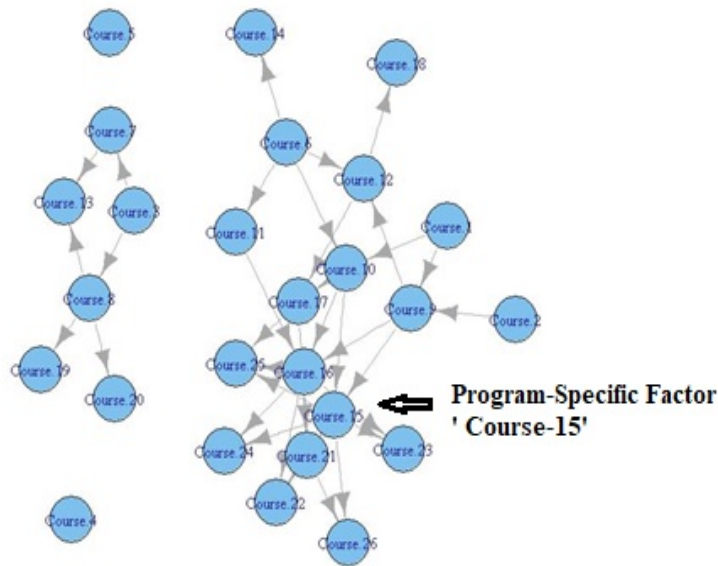 Course.5
Course.14
Course.18
Course.7
Course.6
Course.12
Course.13
Course.3
Course.11
Course.1
Course.10
Course.8
Course.17
Course.9
Course.2
Course.19
Course.25
Course.16
Course.20
Course.15
Program-Specific Factor
' Course-15'
Course.24
Course.21
Course.23
Course.22
Course.4
Course.26